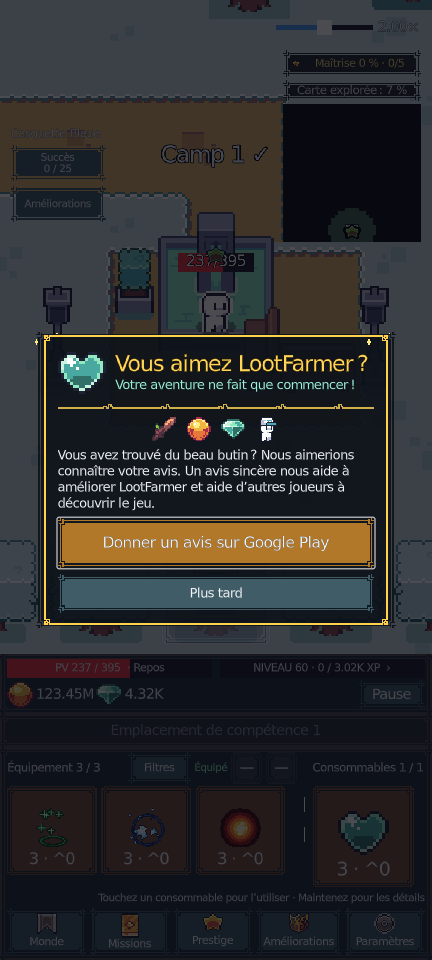 2.00×
Maîtrise 0 % · 0/5
Carte explorée : 7 %
Succès
0 / 25
Camp 1 ✓
Améliorations
237/395
Vous aimez LootFarmer ?
Votre aventure ne fait que commencer !
Vous avez trouvé du beau butin ? Nous aimerions
connaître votre avis. Un avis sincère nous aide à
améliorer LootFarmer et aide d’autres joueurs à
découvrir le jeu.
Donner un avis sur Google Play
Plus tard
PV 237 / 395 · Repos
NIVEAU 60 · 0 / 3.02K XP ›
123.45M
4.32K
Pause
Emplacement de compétence 1
Équipement 3 / 3
Filtres
Équipé
— —
Consommables 1 / 1
3 · ^0
3 · ^0
3 · ^0
3 · ^0
Touchez un consommable pour l’utiliser · Maintenez pour les détails
Monde
Missions
Prestige
Améliorations
Paramètres